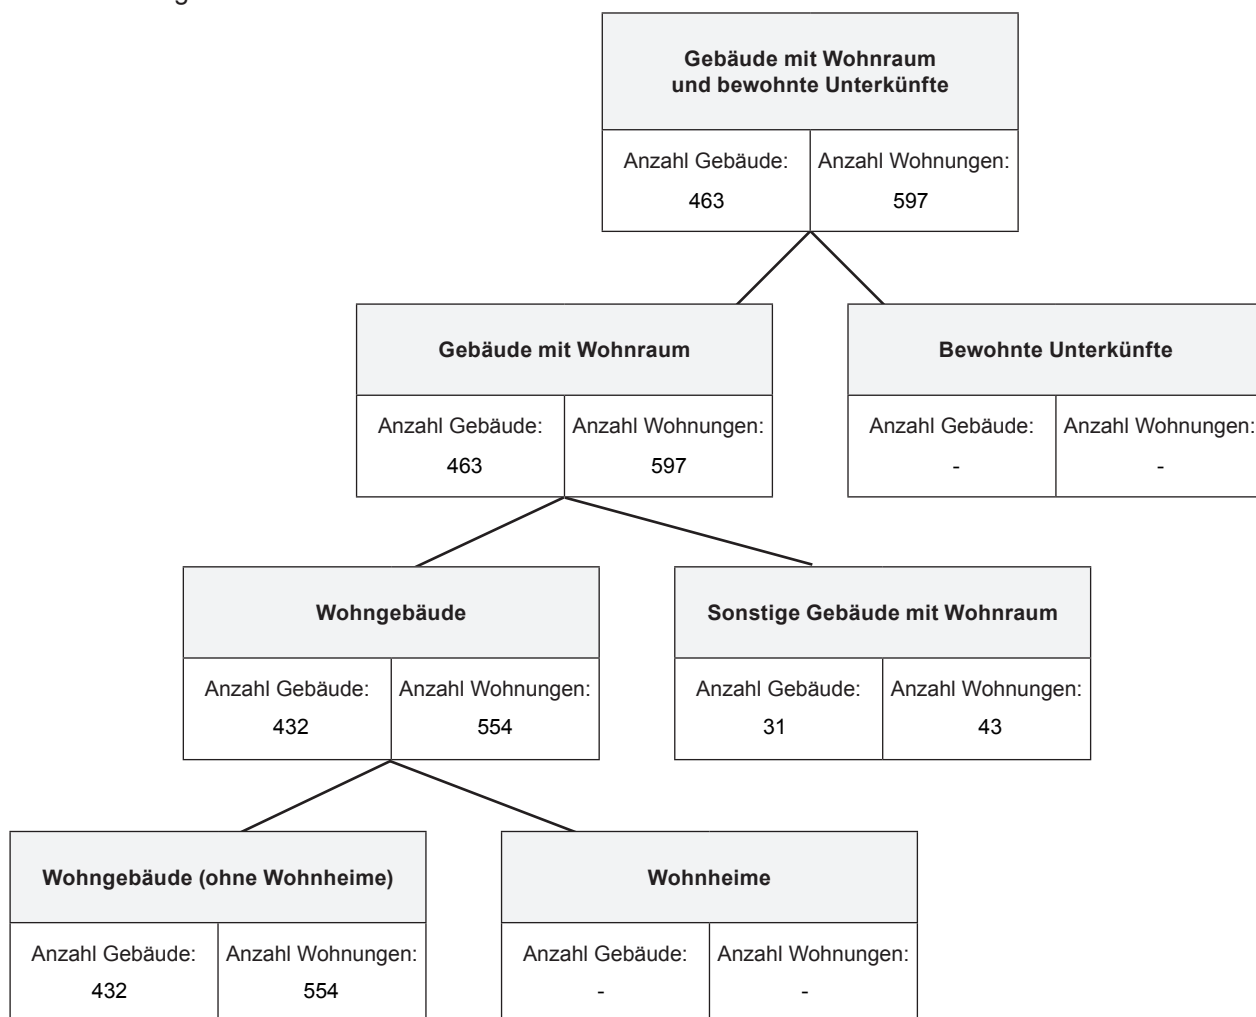 Gebäude mit Wohnraum
und bewohnte Unterkünfte
Anzahl Gebäude: Anzahl Wohnungen:
463 597
Gebäude mit Wohnraum
Anzahl Gebäude: Anzahl Wohnungen:
463 597
Bewohnte Unterkünfte
Anzahl Gebäude: Anzahl Wohnungen:
- -
Wohngebäude
Anzahl Gebäude: Anzahl Wohnungen:
432 554
Sonstige Gebäude mit Wohnraum
Anzahl Gebäude: Anzahl Wohnungen:
31 43
Wohngebäude (ohne Wohnheime)
Anzahl Gebäude: Anzahl Wohnungen:
432 554
Wohnheime
Anzahl Gebäude: Anzahl Wohnungen:
- -